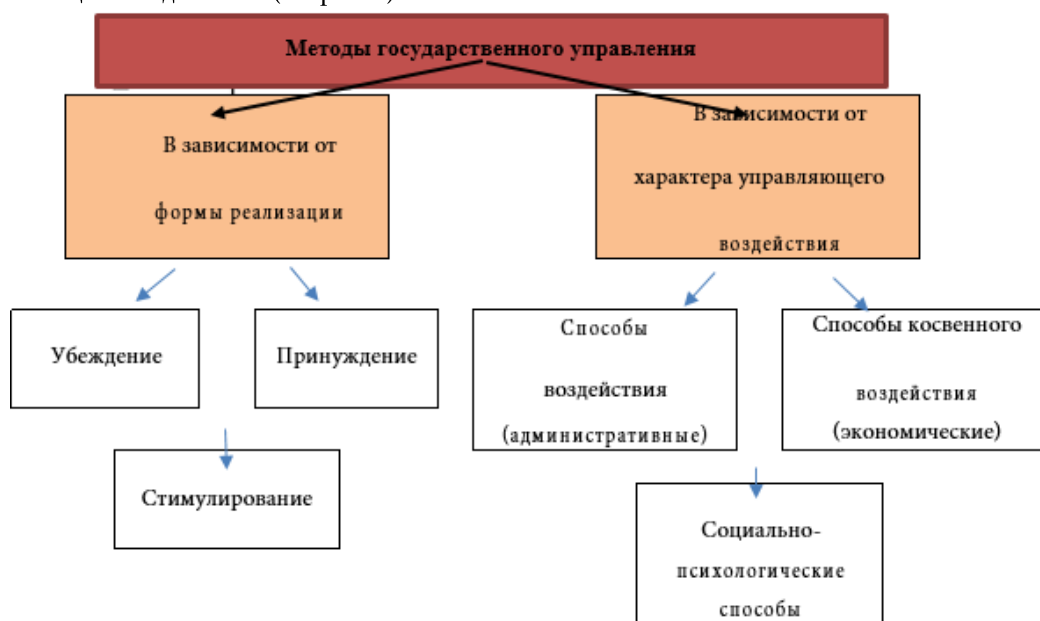 Методы государственного управления
В зависимости от
формы реализации
В зависимости от
характера управляющего
воздействия
Убеждение
Принуждение
Стимулирование
Способы
воздействия
(административные)
Способы косвенного
воздействия
(экономические)
Социально-
психологические
способы